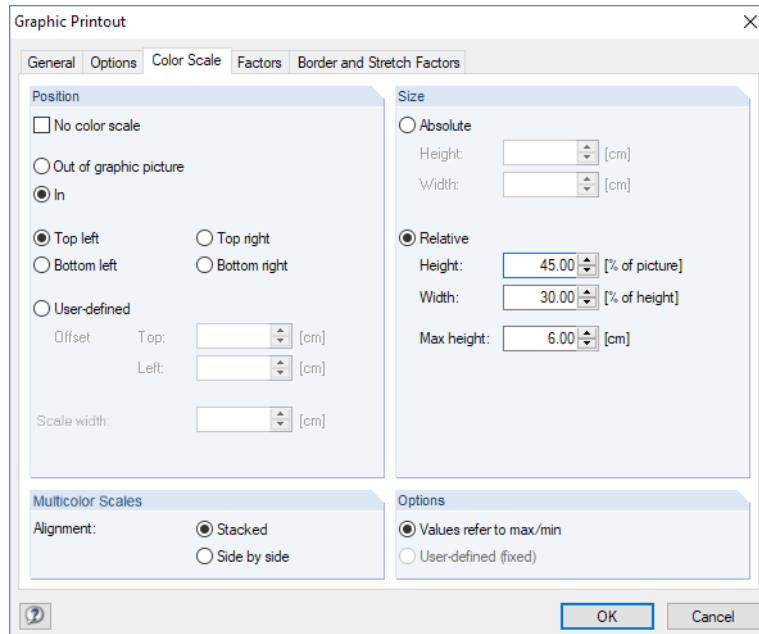 Graphic Printout
General Options Color Scale Factors Border and Stretch Factors
Position
No color scale
Out of graphic picture
In
Top left Top right
Bottom left Bottom right
User-defined
Offset Top: [cm]
Left: [cm]
Scale width: [cm]
Size
Absolute
Height: [cm]
Width: [cm]
Relative
Height: 45.00 [% of picture]
Width: 30.00 [% of height]
Max height: 6.00 [cm]
Multicolor Scales
Alignment: Stacked
Side by side
Options
Values refer to max/min
User-defined (fixed)
OK Cancel